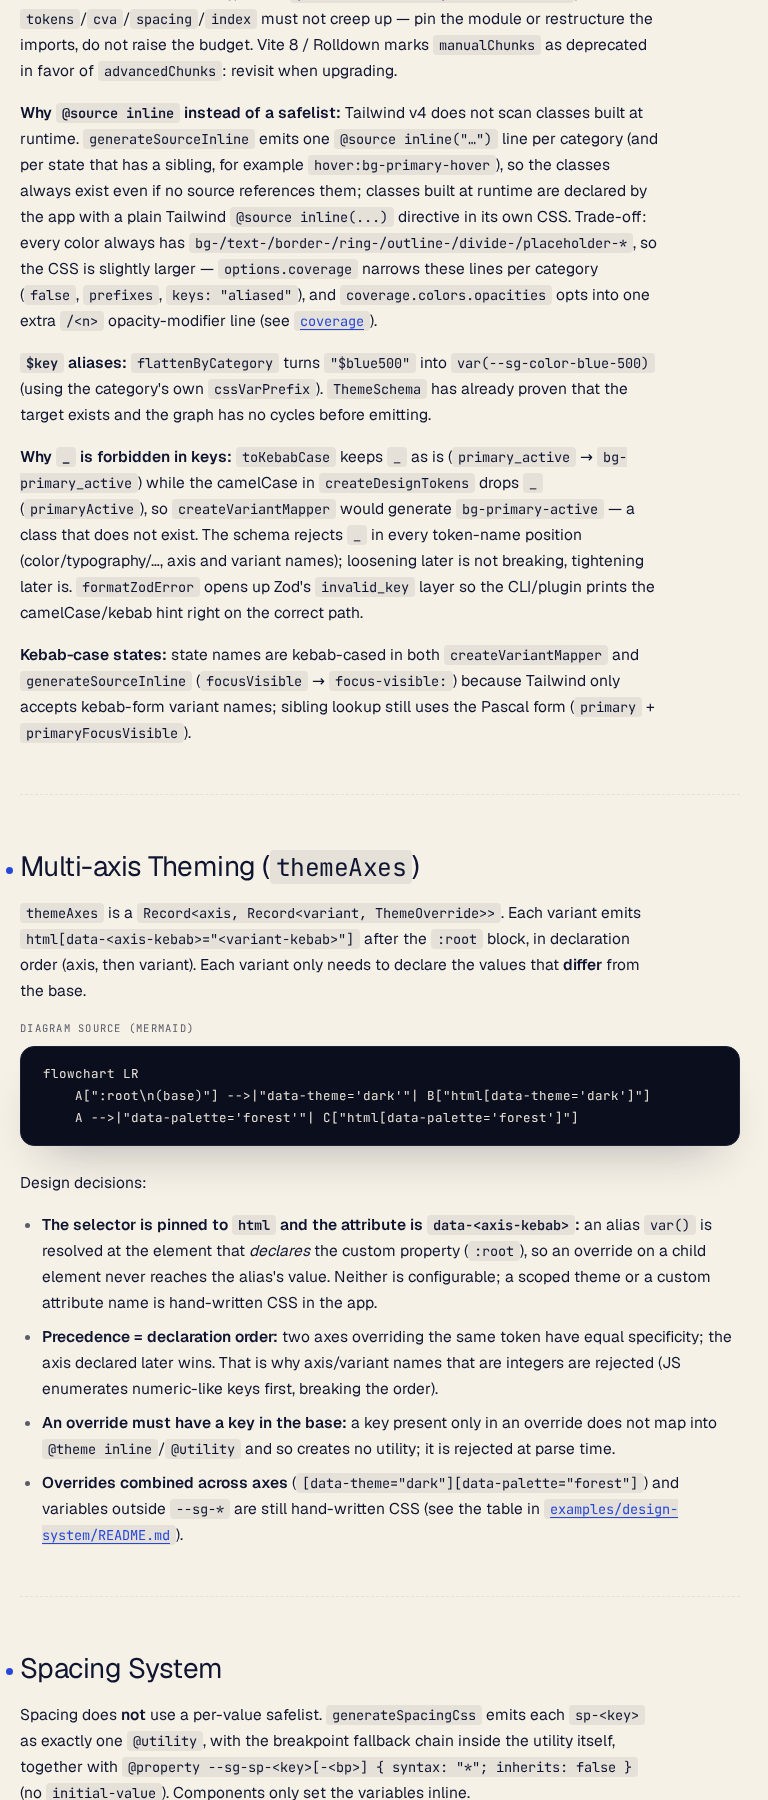 tokens / cva / spacing / index must not creep up — pin the module or restructure the
imports, do not raise the budget. Vite 8 / Rolldown marks manualChunks as deprecated
in favor of advancedChunks : revisit when upgrading.
Why @source inline instead of a safelist: Tailwind v4 does not scan classes built at
runtime. generateSourceInline emits one @source inline("…") line per category (and
per state that has a sibling, for example hover:bg-primary-hover ), so the classes
always exist even if no source references them; classes built at runtime are declared by
the app with a plain Tailwind @source inline(...) directive in its own CSS. Trade-off:
every color always has bg-/text-/border-/ring-/outline-/divide-/placeholder-* , so
the CSS is slightly larger — options.coverage narrows these lines per category
( false , prefixes , keys: "aliased" ), and coverage.colors.opacities opts into one
extra /<n> opacity-modifier line (see coverage ).
$key aliases: flattenByCategory turns "$blue500" into var(--sg-color-blue-500)
(using the category's own cssVarPrefix ). ThemeSchema has already proven that the
target exists and the graph has no cycles before emitting.
Why _ is forbidden in keys: toKebabCase keeps _ as is ( primary_active → bg-
primary_active ) while the camelCase in createDesignTokens drops _
( primaryActive ), so createVariantMapper would generate bg-primary-active — a
class that does not exist. The schema rejects _ in every token-name position
(color/typography/…, axis and variant names); loosening later is not breaking, tightening
later is. formatZodError opens up Zod's invalid_key layer so the CLI/plugin prints the
camelCase/kebab hint right on the correct path.
Kebab-case states: state names are kebab-cased in both createVariantMapper and
generateSourceInline ( focusVisible → focus-visible: ) because Tailwind only
accepts kebab-form variant names; sibling lookup still uses the Pascal form ( primary +
primaryFocusVisible ).
Multi-axis Theming ( themeAxes )
themeAxes is a Record<axis, Record<variant, ThemeOverride>> . Each variant emits
html[data-<axis-kebab>="<variant-kebab>"] after the :root block, in declaration
order (axis, then variant). Each variant only needs to declare the values that differ from
the base.
DIAGRAM SOURCE (MERMAID)
flowchart LR
A[":root\n(base)"] -->|"data-theme='dark'"| B["html[data-theme='dark']"]
A -->|"data-palette='forest'"| C["html[data-palette='forest']"]
Design decisions:
• The selector is pinned to html and the attribute is data-<axis-kebab> : an alias var() is
resolved at the element that declares the custom property ( :root ), so an override on a child
element never reaches the alias's value. Neither is configurable; a scoped theme or a custom
attribute name is hand-written CSS in the app.
• Precedence = declaration order: two axes overriding the same token have equal specificity; the
axis declared later wins. That is why axis/variant names that are integers are rejected (JS
enumerates numeric-like keys first, breaking the order).
• An override must have a key in the base: a key present only in an override does not map into
@theme inline / @utility and so creates no utility; it is rejected at parse time.
• Overrides combined across axes ( [data-theme="dark"][data-palette="forest"] ) and
variables outside --sg-* are still hand-written CSS (see the table in examples/design-
system/README.md ).
Spacing System
Spacing does not use a per-value safelist. generateSpacingCss emits each sp-<key>
as exactly one @utility , with the breakpoint fallback chain inside the utility itself,
together with @property --sg-sp-<key>[-<bp>] { syntax: "*"; inherits: false }
(no initial-value ). Components only set the variables inline.